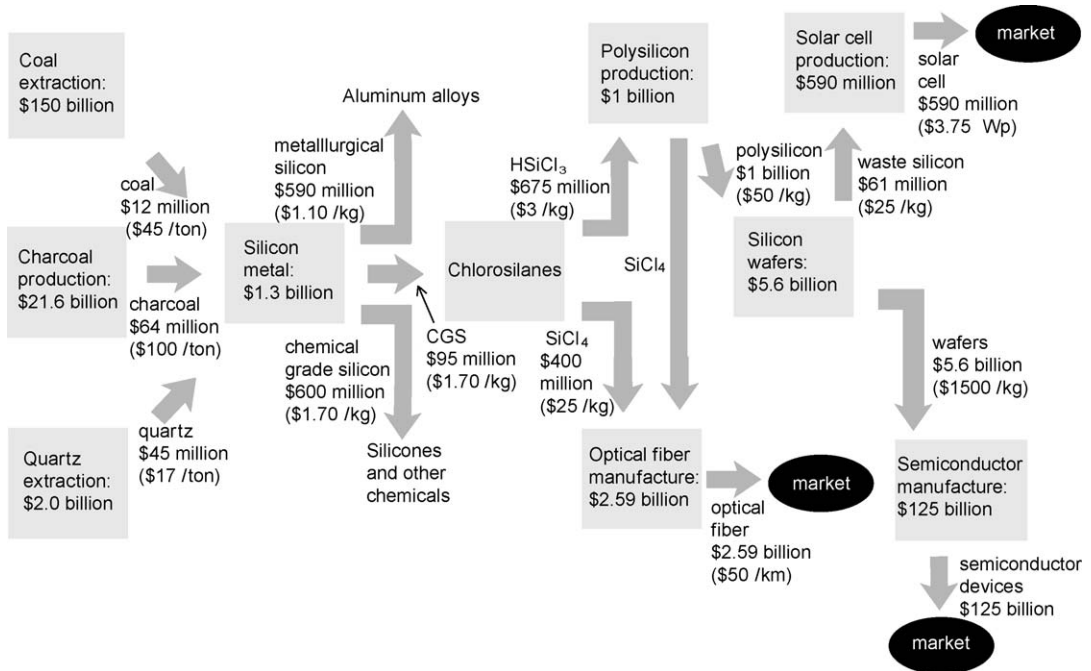 Coal
extraction:
$150 billion
coal
$12 million
($45 /ton)
Charcoal
production:
$21.6 billion
charcoal
$64 million
($100 /ton)
Quartz
extraction:
$2.0 billion
quartz
$45 million
($17 /ton)
Silicon
metal:
$1.3 billion
Aluminum alloys
metalllurgical
silicon
$590 million
($1.10 /kg)
CGS
$95 million
($1.70 /kg)
chemical
grade silicon
$600 million
($1.70 /kg)
Silicones
and other
chemicals
Chlorosilanes
HSiCl₃
$675 million
($3 /kg)
SiCl₄
$400
million
($25 /kg)
Polysilicon
production:
$1 billion
SiCl₄
polysilicon
$1 billion
($50 /kg)
Optical fiber
manufacture:
$2.59 billion
optical
fiber
$2.59 billion
($50 /km)
market
Solar cell
production:
$590 million
solar
cell
$590 million
($3.75 Wp)
market
waste silicon
$61 million
($25 /kg)
Silicon
wafers:
$5.6 billion
wafers
$5.6 billion
($1500 /kg)
Semiconductor
manufacture:
$125 billion
semiconductor
devices
$125 billion
market